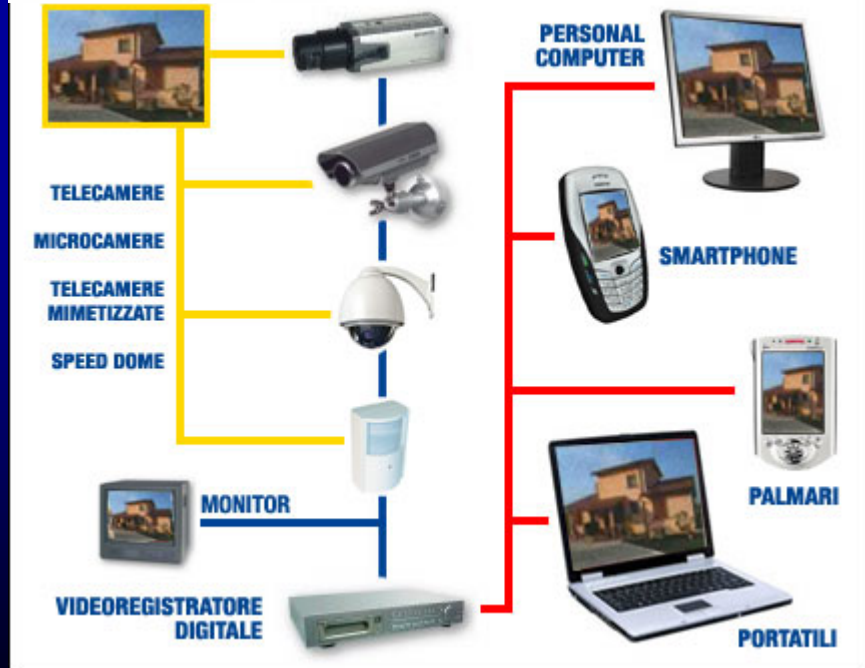 PERSONAL
COMPUTER
TELECAMERE
MICROCAMERE
TELECAMERE
MIMETIZZATE
SPEED DOME
SMARTPHONE
MONITOR
PALMARI
VIDEOREGISTRATORE
DIGITALE
PORTATILI